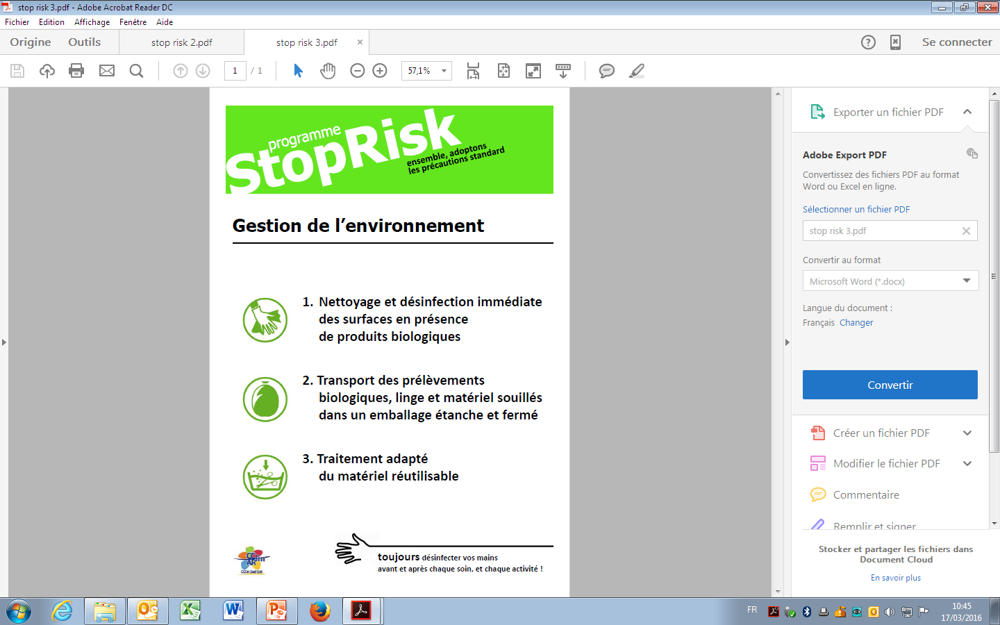 stop risk 3.pdf - Adobe Acrobat Reader DC
Fichier Edition Affichage Fenêtre Aide
Origine Outils stop risk 2.pdf stop risk 3.pdf Se connecter
1 / 1 57,1%
programme
StopRisk
ensemble, adoptons
les précautions standard
Gestion de l'environnement
1. Nettoyage et désinfection immédiate
des surfaces en présence
de produits biologiques
2. Transport des prélèvements
biologiques, linge et matériel souillés
dans un emballage étanche et fermé
3. Traitement adapté
du matériel réutilisable
toujours désinfecter vos mains
avant et après chaque soin, et chaque activité !
CClin Sud Est
Exporter un fichier PDF
Adobe Export PDF
Convertissez des fichiers PDF au format
Word ou Excel en ligne.
Sélectionner un fichier PDF
stop risk 3.pdf
Convertir au format
Microsoft Word (*.docx)
Langue du document :
Français Changer
Convertir
Créer un fichier PDF
Modifier le fichier PDF
Commentaire
Remplir et signer
Stocker et partager les fichiers dans
Document Cloud
En savoir plus
FR
10:45
17/03/2016